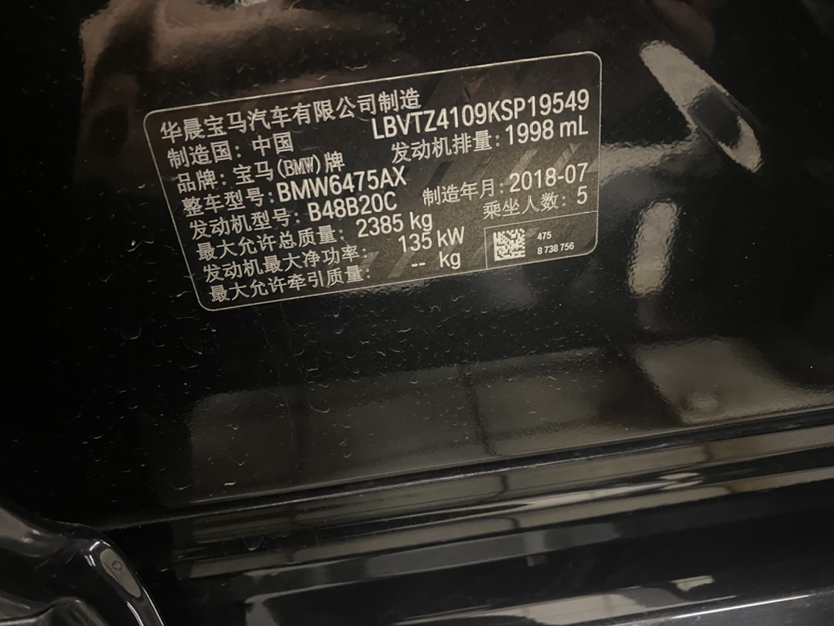 华晨宝马汽车有限公司制造
制造国：中国 LBVTZ4109KSP19549
品牌：宝马(BMW)牌 发动机排量：1998 mL
整车型号：BMW6475AX
发动机型号：B48B20C 制造年月：2018-07
最大允许总质量：2385 kg 乘坐人数：5
发动机最大净功率：135 kW
最大允许牵引质量：-- kg
475
8 738 756